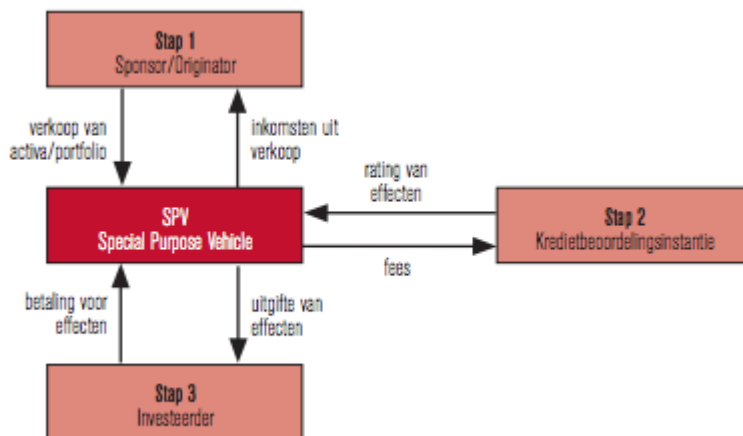 Stap 1
Sponsor/Originator
verkoop van
activa/portfolio
inkomsten uit
verkoop
rating van
effecten
SPV
Special Purpose Vehicle
Stap 2
Kredietbeoordelingsinstantie
fees
betaling voor
effecten
uitgifte van
effecten
Stap 3
Investeerder